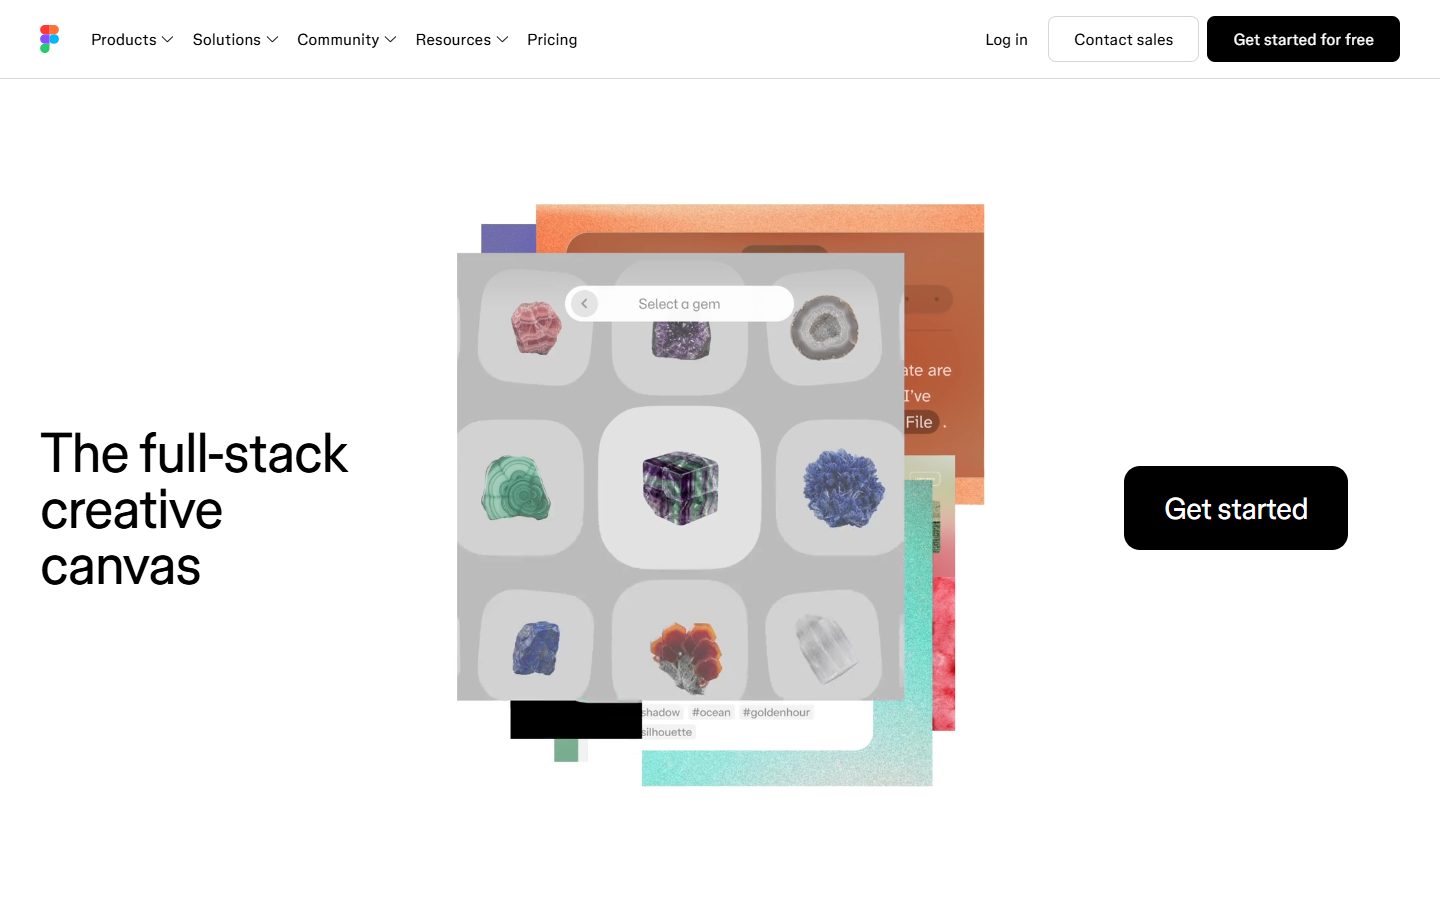 Products
Solutions
Community
Resources
Pricing
Log in
Contact sales
Get started for free
Select a gem
ate are
I've
File .
The full-stack
creative
canvas
Get started
shadow #ocean #goldenhour
silhouette